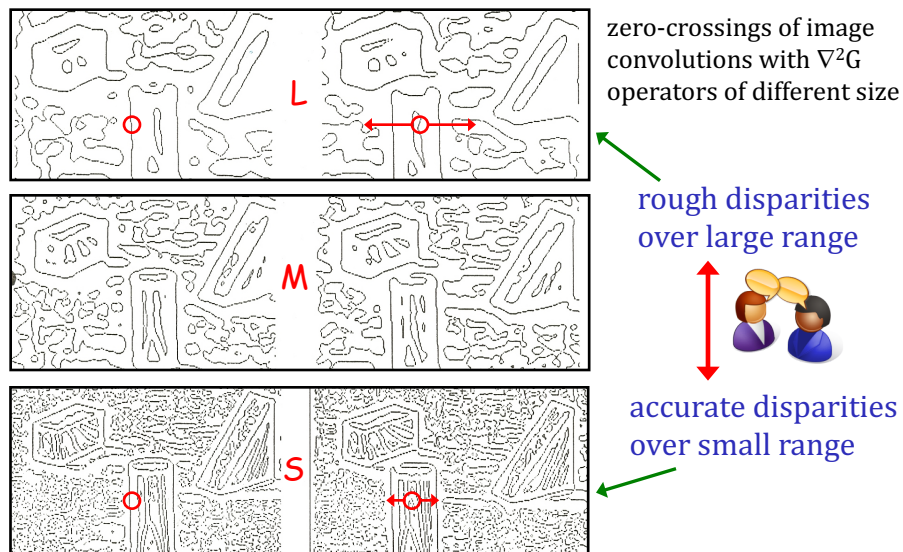 zero-crossings of image
convolutions with ∇²G
operators of different size
L
rough disparities
over large range
M
accurate disparities
over small range
S